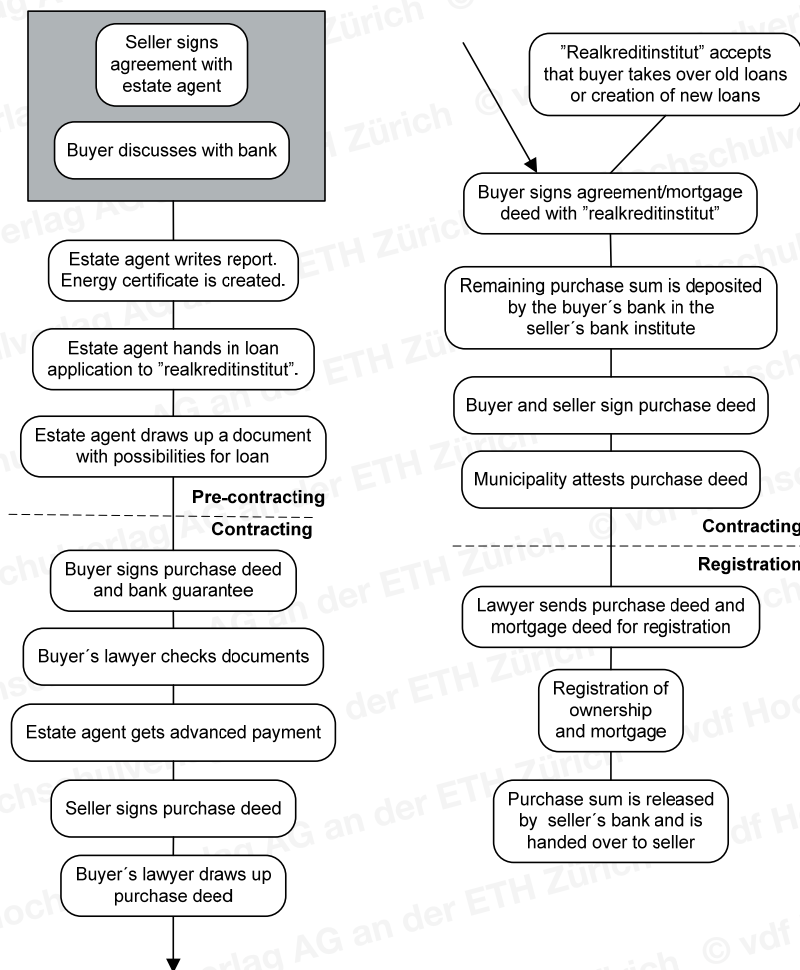 Seller signs
agreement with
estate agent
Buyer discusses with bank
Estate agent writes report.
Energy certificate is created.
Estate agent hands in loan
application to ”realkreditinstitut”.
Estate agent draws up a document
with possibilities for loan
Pre-contracting
Contracting
Buyer signs purchase deed
and bank guarantee
Buyer´s lawyer checks documents
Estate agent gets advanced payment
Seller signs purchase deed
Buyer´s lawyer draws up
purchase deed
”Realkreditinstitut” accepts
that buyer takes over old loans
or creation of new loans
Buyer signs agreement/mortgage
deed with ”realkreditinstitut”
Remaining purchase sum is deposited
by the buyer´s bank in the
seller´s bank institute
Buyer and seller sign purchase deed
Municipality attests purchase deed
Contracting
Registration
Lawyer sends purchase deed and
mortgage deed for registration
Registration of
ownership
and mortgage
Purchase sum is released
by seller´s bank and is
handed over to seller
© vdf Hochschulverlag AG an der ETH Zürich